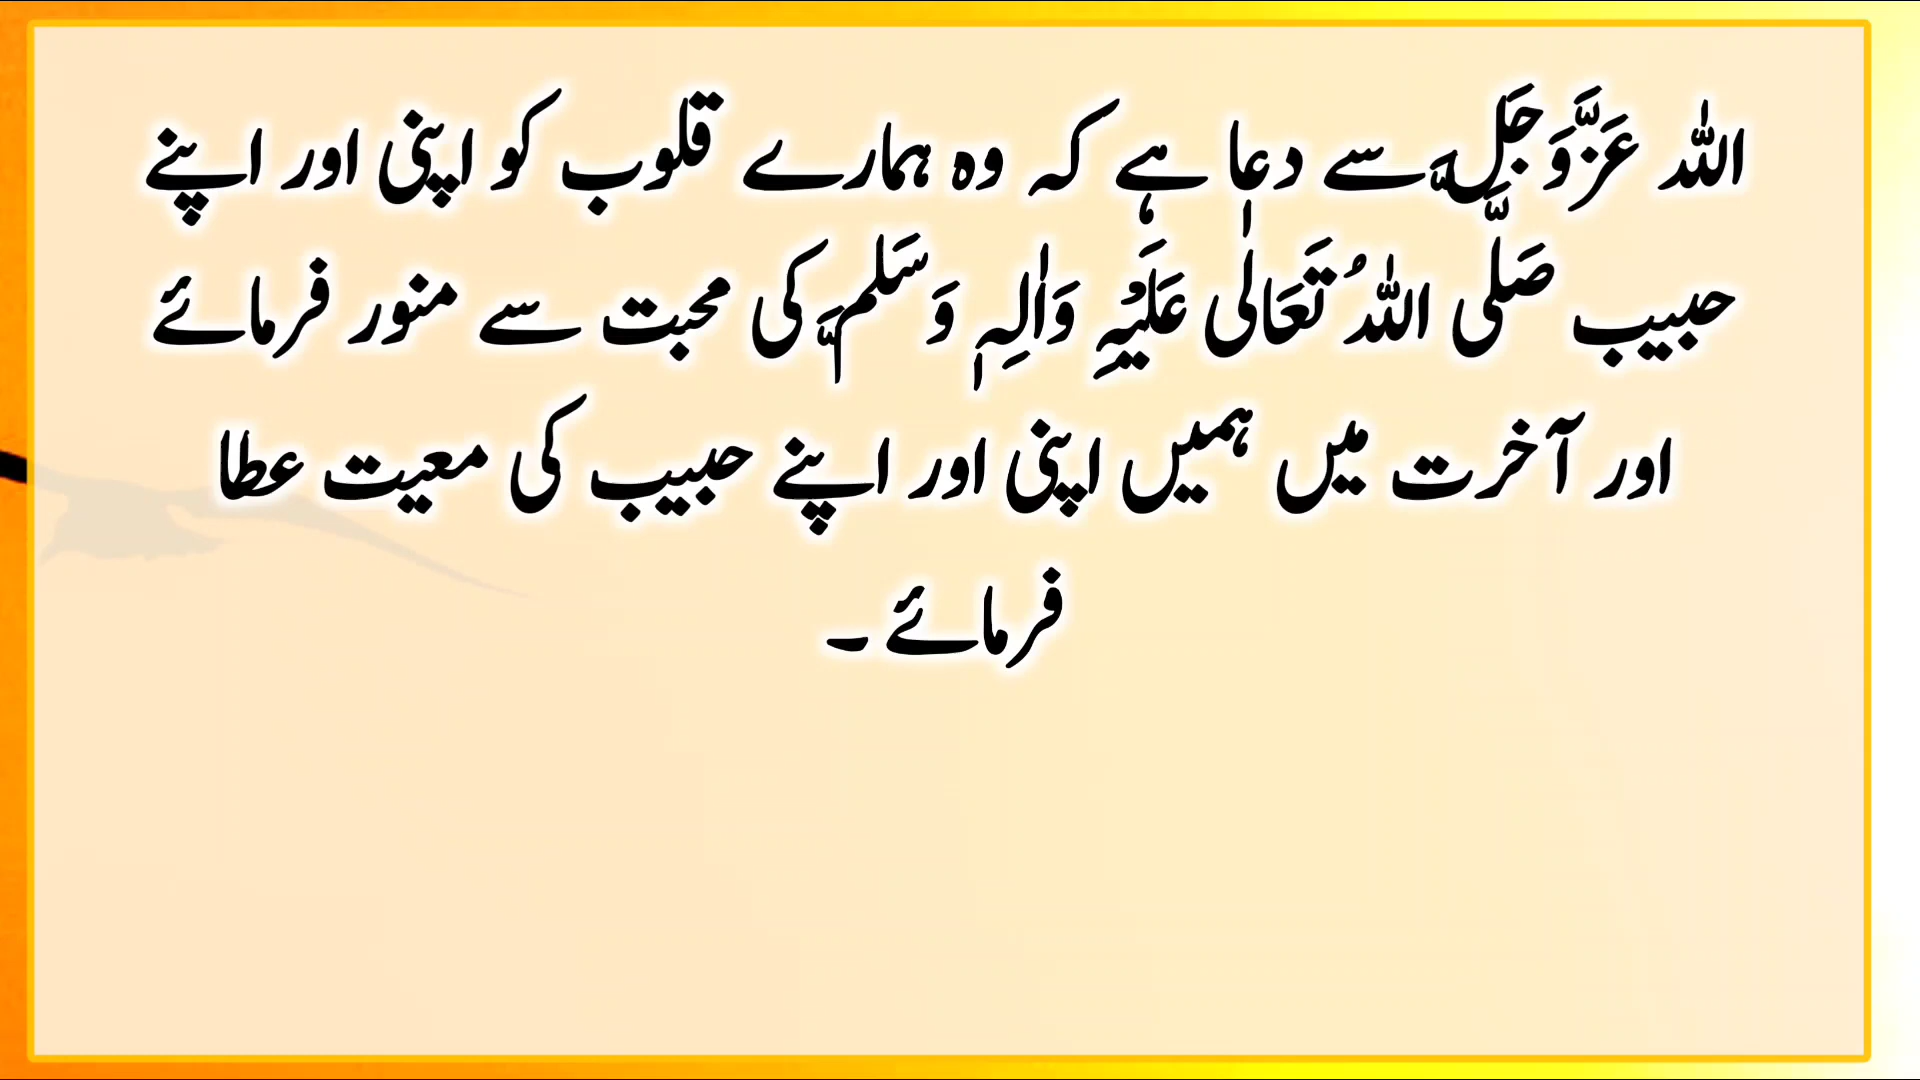 اللہ عَزَّوَجَلَّ سے دعا ہے کہ وہ ہمارے قلوب کو اپنی اور اپنے
حبیب صَلَّی اللہُ تَعَالٰی عَلَیْہِ وَاٰلِہٖ وَسَلَّمَ کی محبت سے منور فرمائے
اور آخرت میں ہمیں اپنی اور اپنے حبیب کی معیت عطا
فرمائے ۔